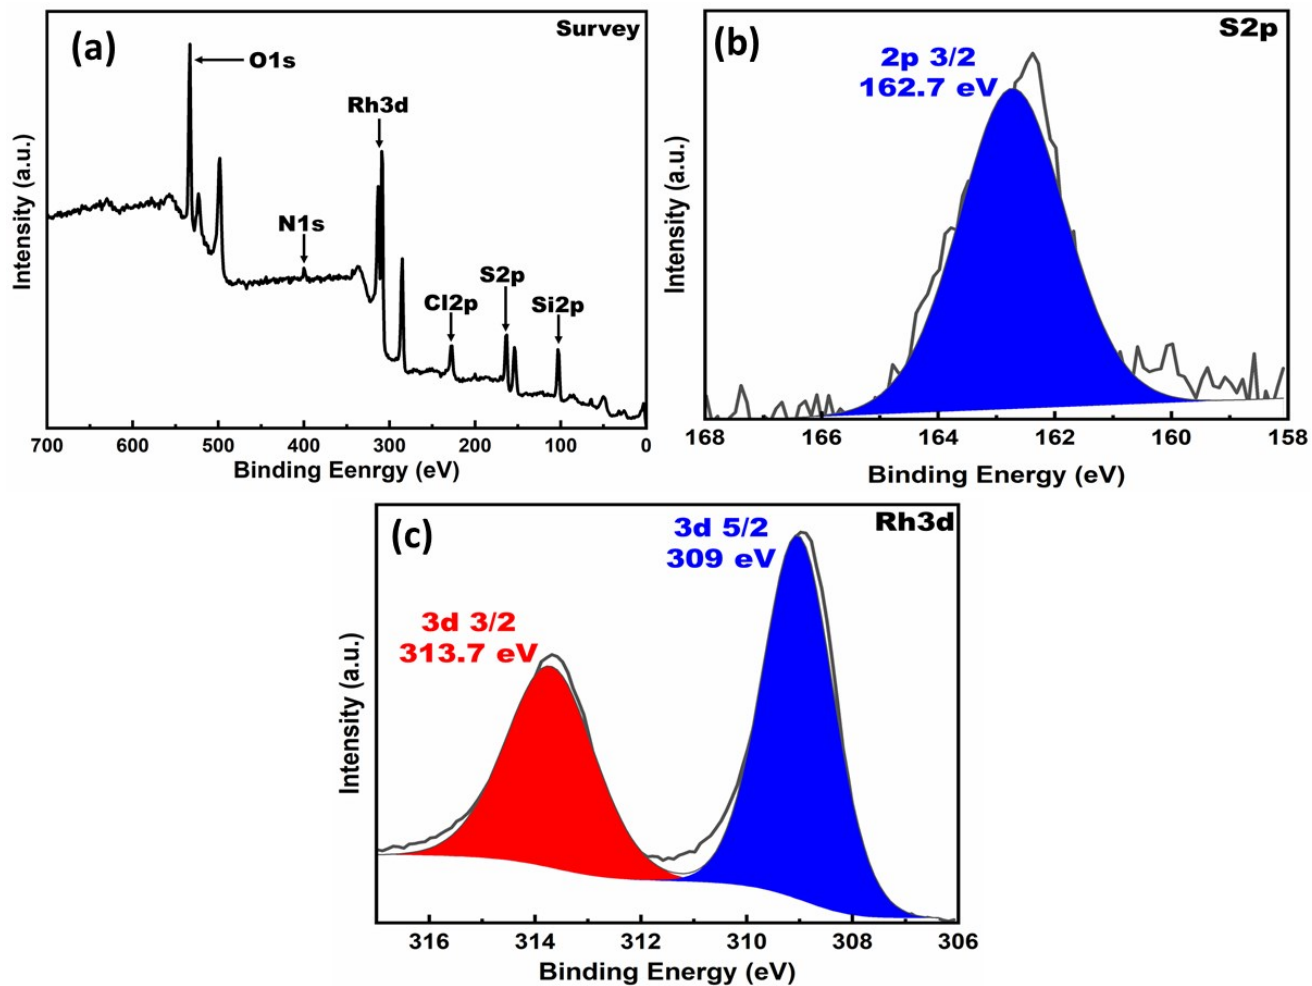 (a)
Survey
O1s
Rh3d
N1s
S2p
Cl2p
Si2p
Intensity (a.u.)
700 600 500 400 300 200 100 0
Binding Eenrgy (eV)
(b)
S2p
2p 3/2
162.7 eV
Intensity (a.u.)
168 166 164 162 160 158
Binding Energy (eV)
(c)
Rh3d
3d 5/2
309 eV
3d 3/2
313.7 eV
Intensity (a.u.)
316 314 312 310 308 306
Binding Energy (eV)